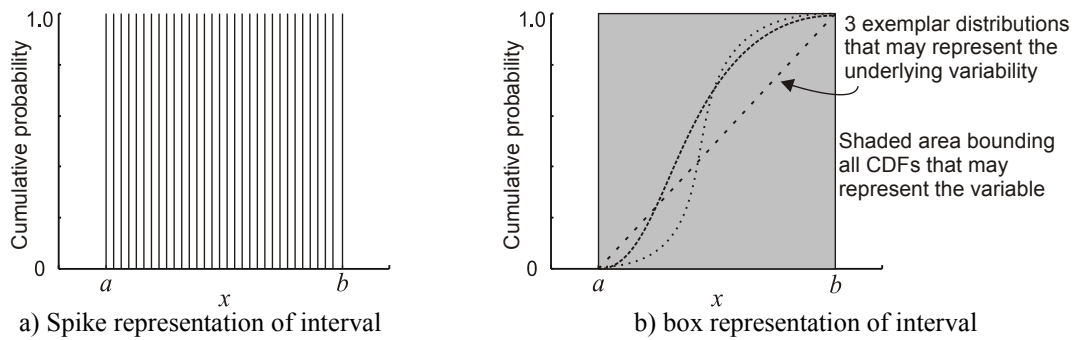 1.0
Cumulative probability
0
a
x
b
a) Spike representation of interval
1.0
Cumulative probability
0
a
x
b
3 exemplar distributions
that may represent the
underlying variability
Shaded area bounding
all CDFs that may
represent the variable
b) box representation of interval